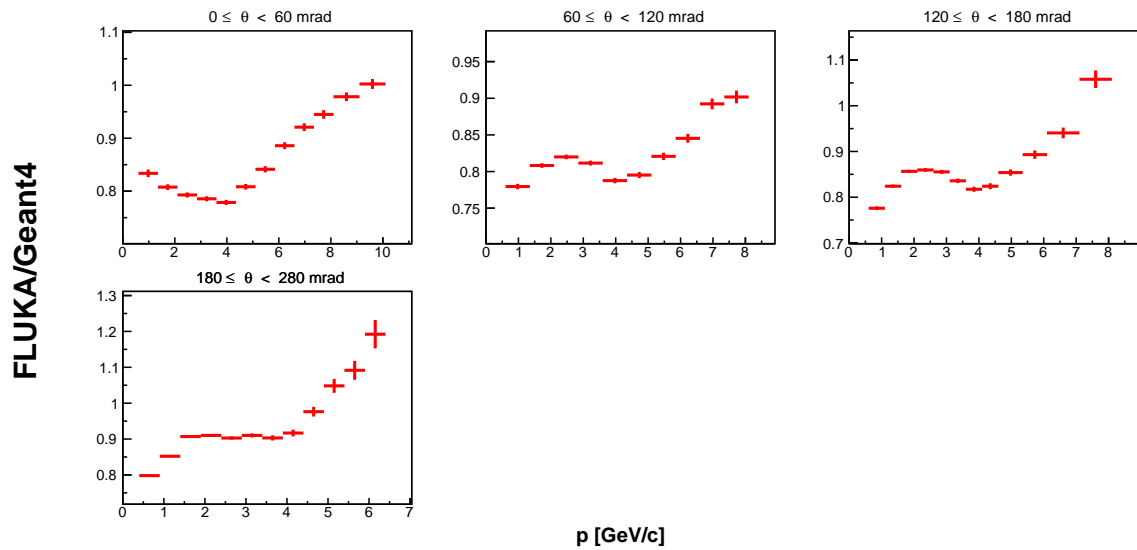 0 ≤ θ < 60 mrad
60 ≤ θ < 120 mrad
120 ≤ θ < 180 mrad
1.1
1
0.9
0.8
0 2 4 6 8 10
0.95
0.9
0.85
0.8
0.75
0 1 2 3 4 5 6 7 8
1.1
1
0.9
0.8
0.7
0 1 2 3 4 5 6 7 8
FLUKA/Geant4
180 ≤ θ < 280 mrad
1.3
1.2
1.1
1
0.9
0.8
0 1 2 3 4 5 6 7
p [GeV/c]